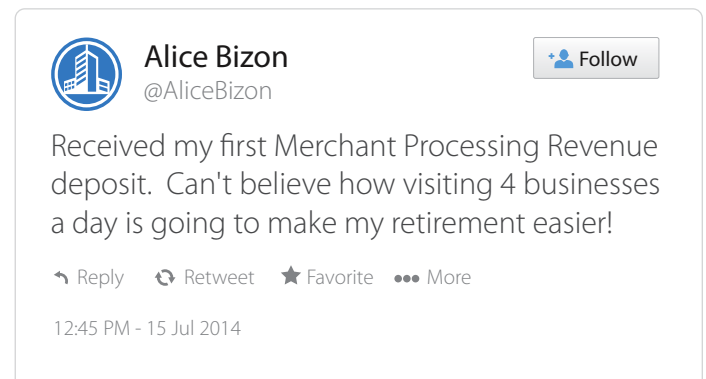 Alice Bizon
Follow
@AliceBizon
Received my first Merchant Processing Revenue
deposit.  Can't believe how visiting 4 businesses
a day is going to make my retirement easier!
Reply Retweet Favorite More
12:45 PM - 15 Jul 2014